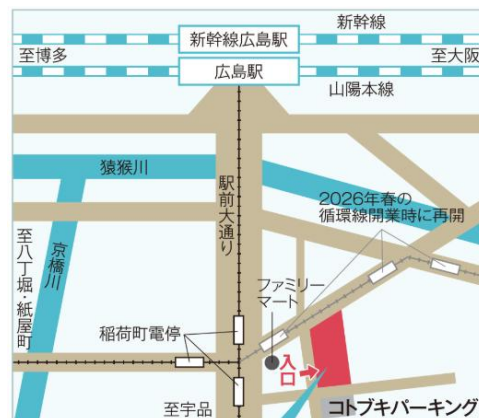 新幹線
新幹線広島駅
至博多
至大阪
広島駅
山陽本線
猿猴川
駅前大通り
2026年春の
循環線開業時に再開
至八丁堀・紙屋町
京橋川
ファミリー
マート
稲荷町電停
入口
至宇品
コトブキパーキング